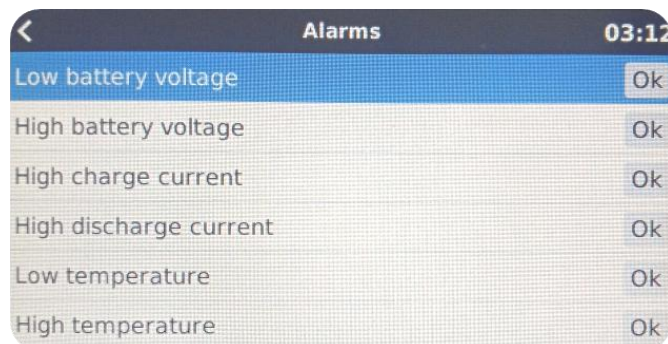 Alarms 03:12
Low battery voltage Ok
High battery voltage Ok
High charge current Ok
High discharge current Ok
Low temperature Ok
High temperature Ok